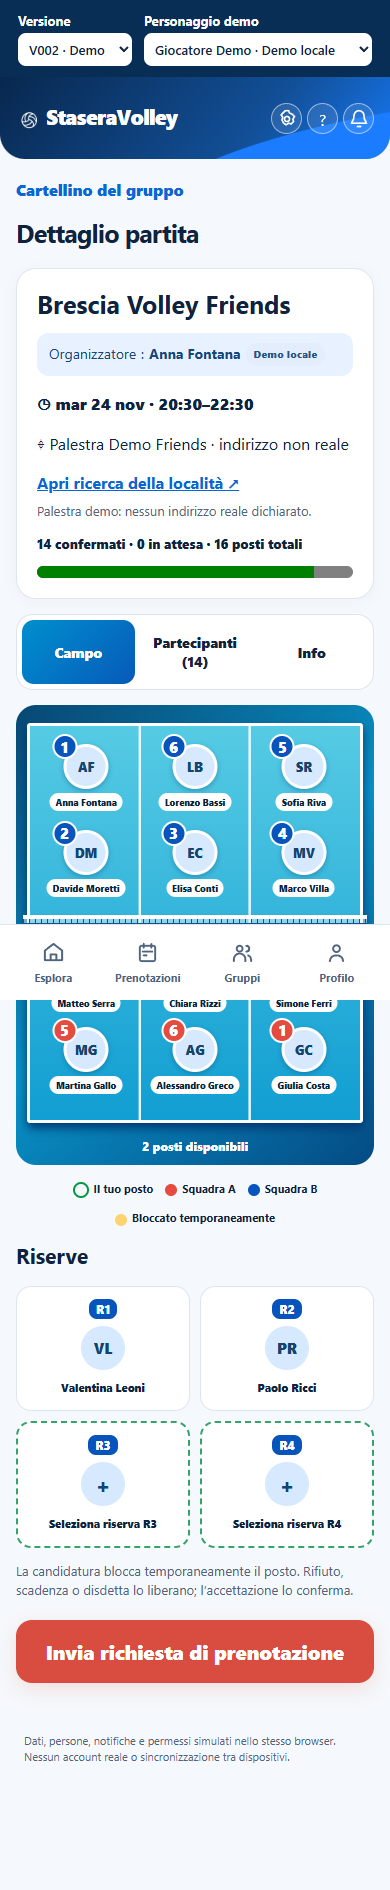 Versione
Personaggio demo
V002 · Demo
Giocatore Demo · Demo locale
StaseraVolley
?
Cartellino del gruppo
Dettaglio partita
Brescia Volley Friends
Organizzatore : Anna Fontana Demo locale
mar 24 nov · 20:30–22:30
Palestra Demo Friends · indirizzo non reale
Apri ricerca della località ↗
Palestra demo: nessun indirizzo reale dichiarato.
14 confermati · 0 in attesa · 16 posti totali
Campo
Partecipanti
(14)
Info
1 6 5
AF LB SR
Anna Fontana Lorenzo Bassi Sofia Riva
2 3 4
DM EC MV
Davide Moretti Elisa Conti Marco Villa
Esplora Prenotazioni Gruppi Profilo
Matteo Serra Chiara Rizzi Simone Ferri
5 6 1
MG AG GC
Martina Gallo Alessandro Greco Giulia Costa
2 posti disponibili
Il tuo posto Squadra A Squadra B
Bloccato temporaneamente
Riserve
R1 R2
VL PR
Valentina Leoni Paolo Ricci
R3 R4
+ +
Seleziona riserva R3 Seleziona riserva R4
La candidatura blocca temporaneamente il posto. Rifiuto,
scadenza o disdetta lo liberano; l'accettazione lo conferma.
Invia richiesta di prenotazione
Dati, persone, notifiche e permessi simulati nello stesso browser.
Nessun account reale o sincronizzazione tra dispositivi.